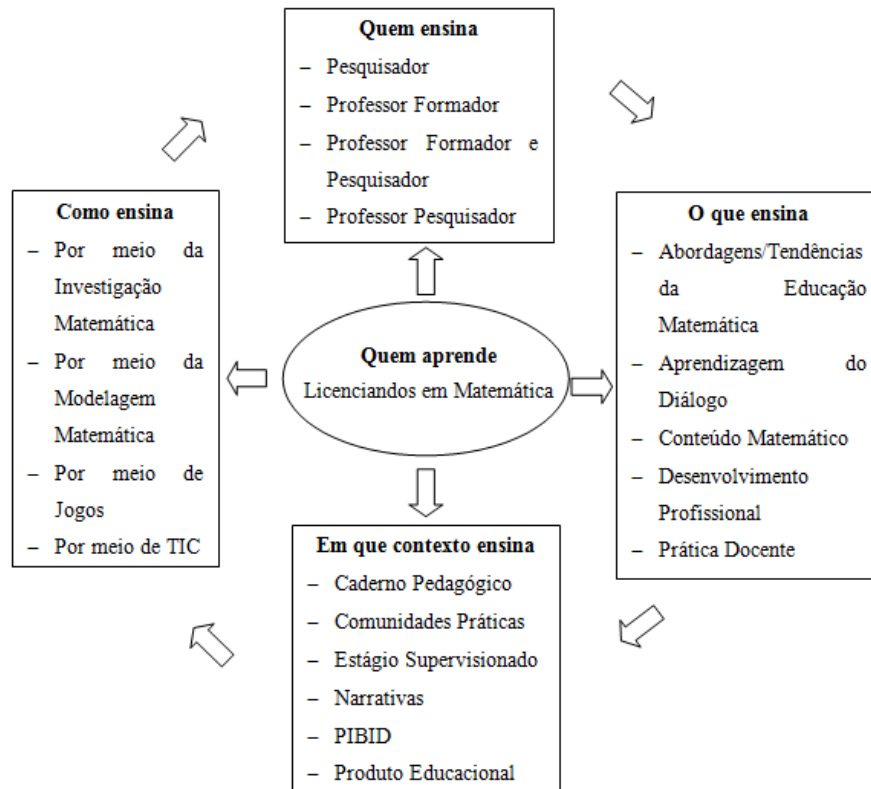 Quem ensina
– Pesquisador
– Professor Formador
– Professor Formador e
Pesquisador
– Professor Pesquisador
Como ensina
– Por meio da
Investigação
Matemática
– Por meio da
Modelagem
Matemática
– Por meio de
Jogos
– Por meio de TIC
Quem aprende
Licenciandos em Matemática
O que ensina
– Abordagens/Tendências
da Educação
Matemática
– Aprendizagem do
Diálogo
– Conteúdo Matemático
– Desenvolvimento
Profissional
– Prática Docente
Em que contexto ensina
– Caderno Pedagógico
– Comunidades Práticas
– Estágio Supervisionado
– Narrativas
– PIBID
– Produto Educacional